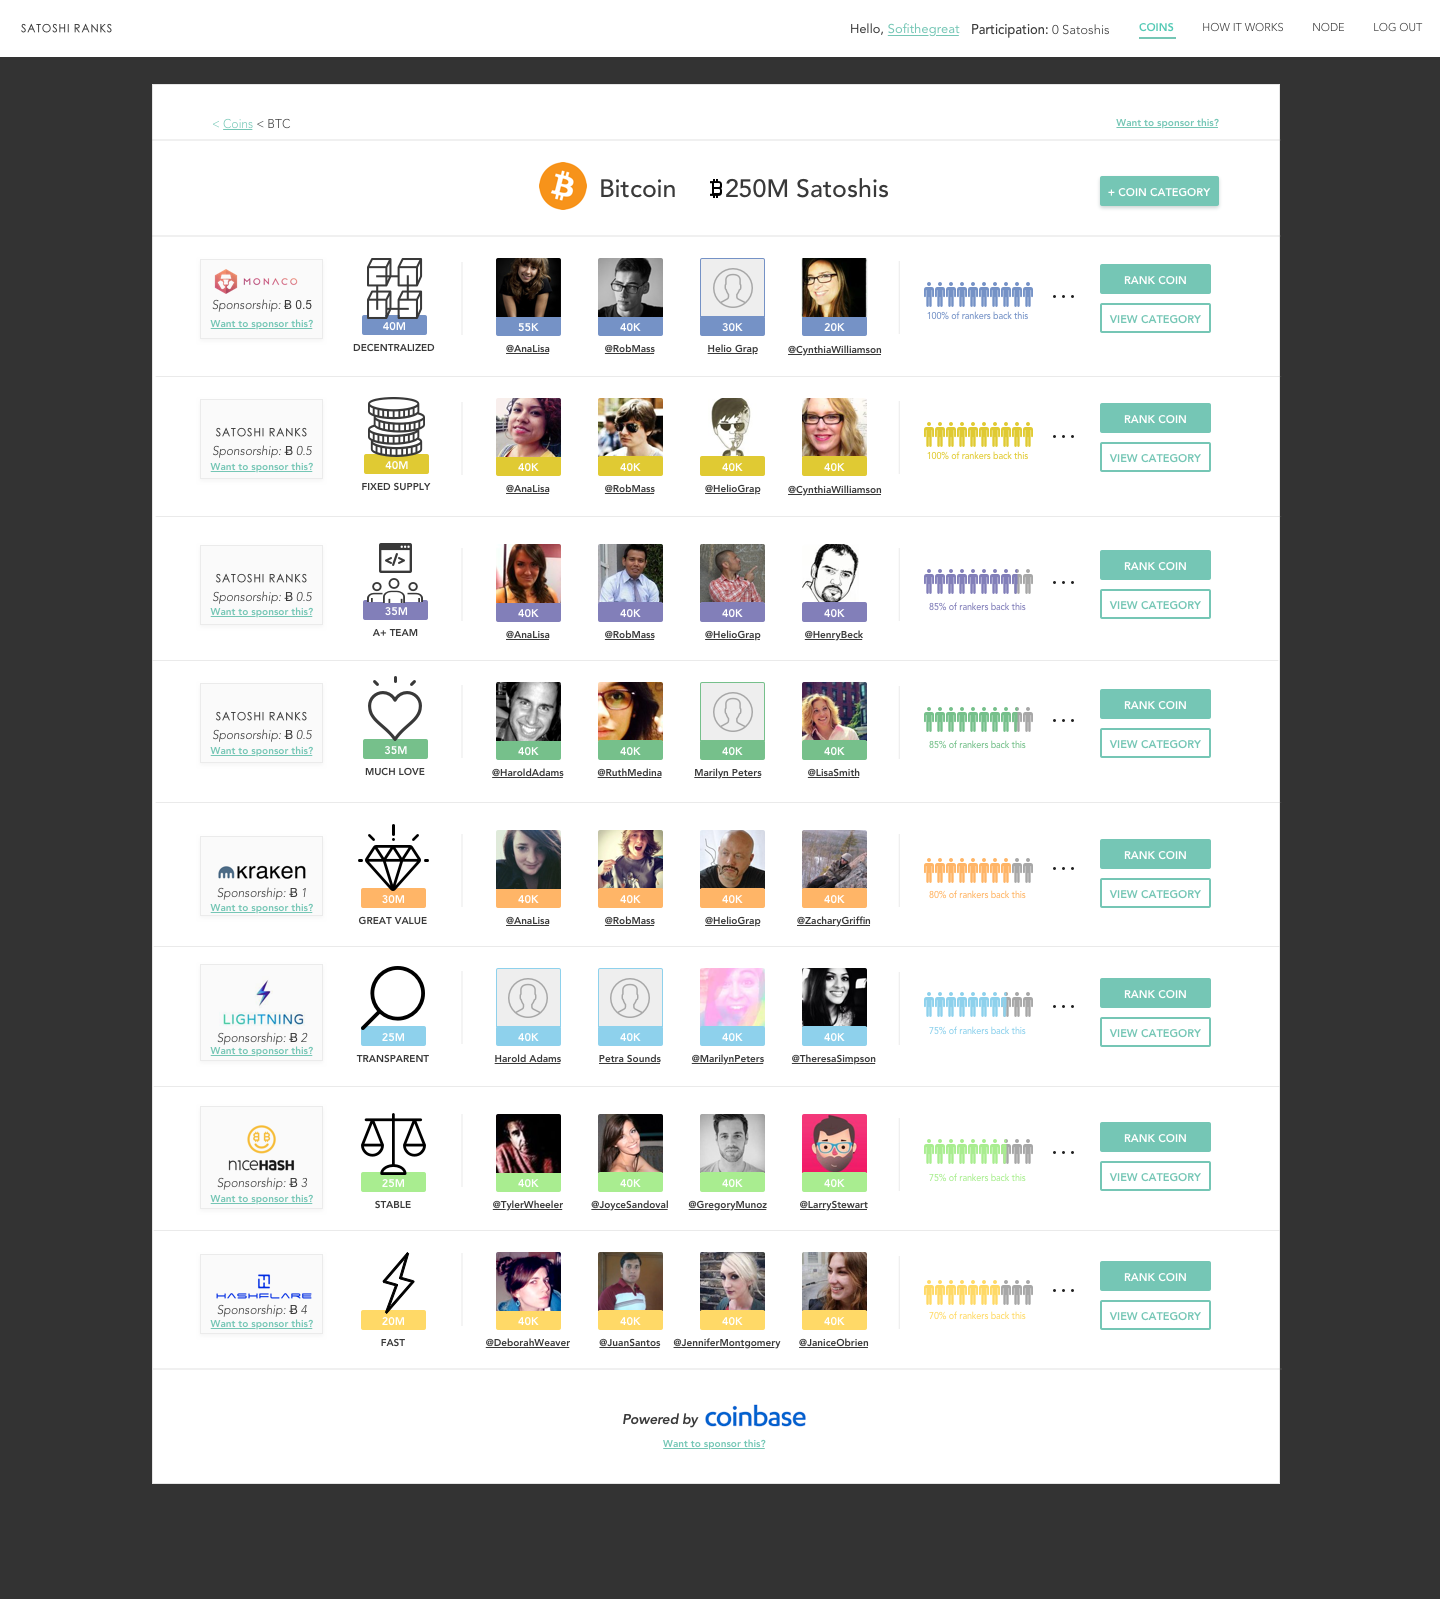 SATOSHI RANKS
Hello, Sofithegreat Participation: 0 Satoshis COINS HOW IT WORKS NODE LOG OUT
< Coins < BTC
Want to sponsor this?
Bitcoin ₿250M Satoshis
+ COIN CATEGORY
MONACO
Sponsorship: Ƀ 0.5
Want to sponsor this?
40M
DECENTRALIZED
55K
@AnaLisa
40K
@RobMass
30K
Helio Grap
20K
@CynthiaWilliamson
100% of rankers back this
...
RANK COIN
VIEW CATEGORY
SATOSHI RANKS
Sponsorship: Ƀ 0.5
Want to sponsor this?
40M
FIXED SUPPLY
40K
@AnaLisa
40K
@RobMass
40K
@HelioGrap
40K
@CynthiaWilliamson
100% of rankers back this
...
RANK COIN
VIEW CATEGORY
SATOSHI RANKS
Sponsorship: Ƀ 0.5
Want to sponsor this?
</>
35M
A+ TEAM
40K
@AnaLisa
40K
@RobMass
40K
@HelioGrap
40K
@HenryBeck
85% of rankers back this
...
RANK COIN
VIEW CATEGORY
SATOSHI RANKS
Sponsorship: Ƀ 0.5
Want to sponsor this?
35M
MUCH LOVE
40K
@HaroldAdams
40K
@RuthMedina
40K
Marilyn Peters
40K
@LisaSmith
85% of rankers back this
...
RANK COIN
VIEW CATEGORY
kraken
Sponsorship: Ƀ 1
Want to sponsor this?
30M
GREAT VALUE
40K
@AnaLisa
40K
@RobMass
40K
@HelioGrap
40K
@ZacharyGriffin
80% of rankers back this
...
RANK COIN
VIEW CATEGORY
LIGHTNING
Sponsorship: Ƀ 2
Want to sponsor this?
25M
TRANSPARENT
40K
Harold Adams
40K
Petra Sounds
40K
@MarilynPeters
40K
@TheresaSimpson
75% of rankers back this
...
RANK COIN
VIEW CATEGORY
niceHASH
Sponsorship: Ƀ 3
Want to sponsor this?
25M
STABLE
40K
@TylerWheeler
40K
@JoyceSandoval
40K
@GregoryMunoz
40K
@LarryStewart
75% of rankers back this
...
RANK COIN
VIEW CATEGORY
HASHFLARE
Sponsorship: Ƀ 4
Want to sponsor this?
20M
FAST
40K
@DeborahWeaver
40K
@JuanSantos
40K
@JenniferMontgomery
40K
@JaniceObrien
70% of rankers back this
...
RANK COIN
VIEW CATEGORY
Powered by coinbase
Want to sponsor this?